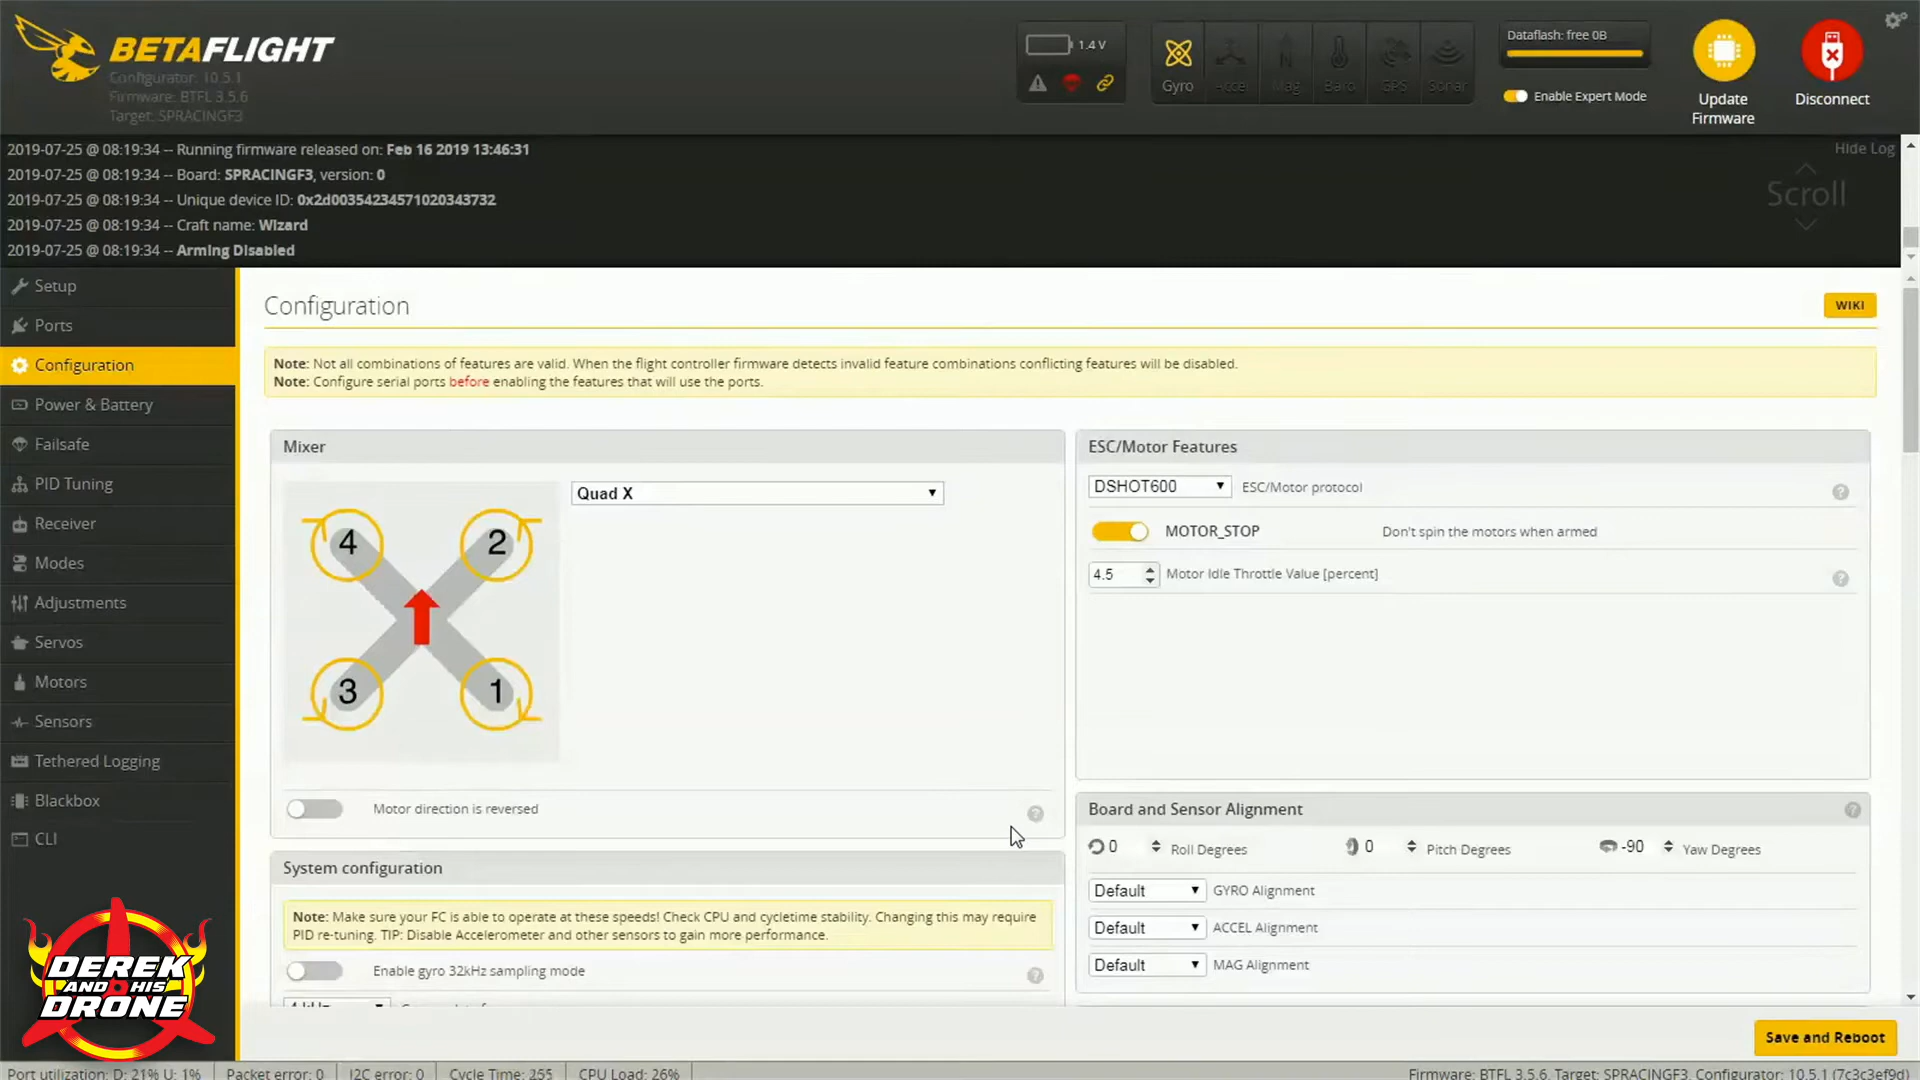 BETAFLIGHT
Configurator: 10.5.1
Firmware: BTFL 3.5.6
Target: SPRACINGF3
1.4 V
Gyro
Accel
Mag
Baro
GPS
Sonar
Dataflash: free 0B
Enable Expert Mode
Update
Firmware
Disconnect
2019-07-25 @ 08:19:34 -- Running firmware released on: Feb 16 2019 13:46:31
Hide Log
2019-07-25 @ 08:19:34 -- Board: SPRACINGF3, version: 0
2019-07-25 @ 08:19:34 -- Unique device ID: 0x2d00354234571020343732
Scroll
2019-07-25 @ 08:19:34 -- Craft name: Wizard
2019-07-25 @ 08:19:34 -- Arming Disabled
Setup
Ports
Configuration
Power & Battery
Failsafe
PID Tuning
Receiver
Modes
Adjustments
Servos
Motors
Sensors
Tethered Logging
Blackbox
CLI
DEREK
AND HIS
DRONE
Configuration
WIKI
Note: Not all combinations of features are valid. When the flight controller firmware detects invalid feature combinations conflicting features will be disabled.
Note: Configure serial ports before enabling the features that will use the ports.
Mixer
Quad X
4
2
3
1
Motor direction is reversed
System configuration
Note: Make sure your FC is able to operate at these speeds! Check CPU and cycletime stability. Changing this may require
PID re-tuning. TIP: Disable Accelerometer and other sensors to gain more performance.
Enable gyro 32kHz sampling mode
ESC/Motor Features
DSHOT600 ESC/Motor protocol
MOTOR_STOP Don't spin the motors when armed
4.5 Motor Idle Throttle Value [percent]
Board and Sensor Alignment
0 Roll Degrees 0 Pitch Degrees -90 Yaw Degrees
Default GYRO Alignment
Default ACCEL Alignment
Default MAG Alignment
Save and Reboot
Port utilization: D: 21% U: 1% Packet error: 0 I2C error: 0 Cycle Time: 255 CPU Load: 26% Firmware: BTFL 3.5.6, Target: SPRACINGF3, Configurator: 10.5.1 (7c3c3ef9d)